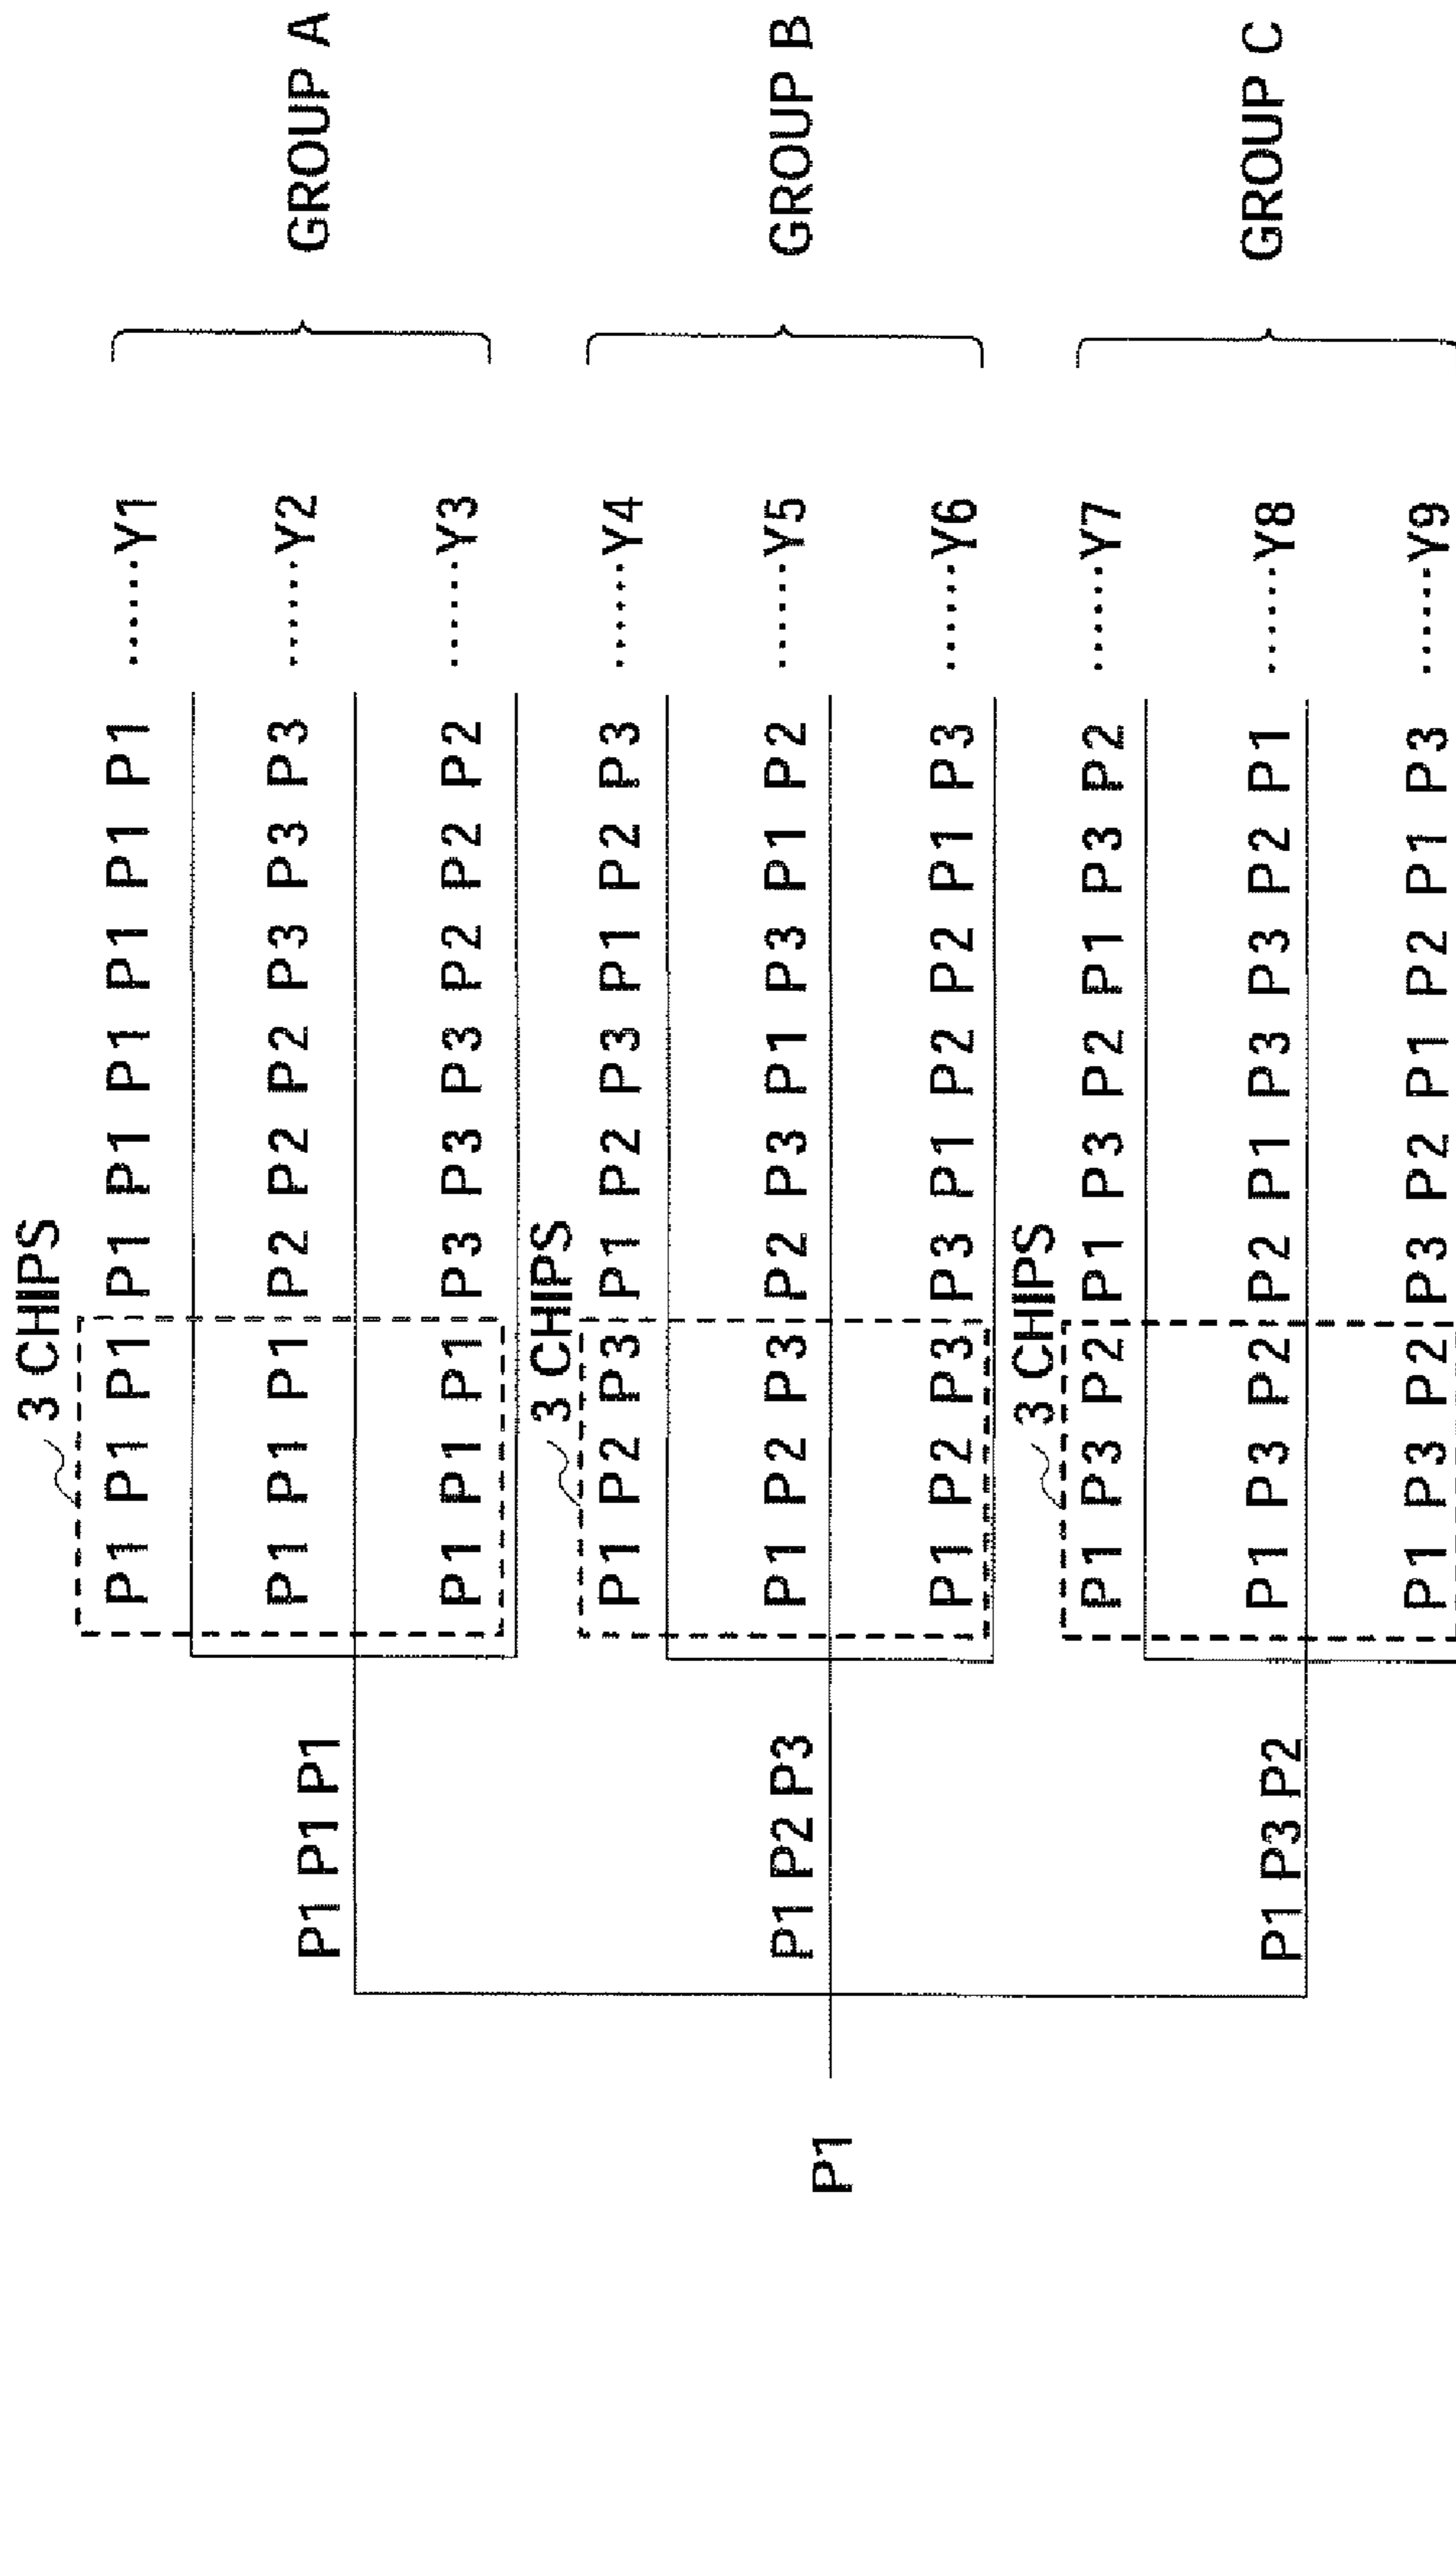 3 CHIPS
P1 P1 P1 P1 P1 P1 P1 P1 P1 ······Y1
P1 P1 P1
P1 P1 P1 P2 P2 P2 P3 P3 P3 ······Y2
GROUP A
P1 P1 P1 P3 P3 P3 P2 P2 P2 ······Y3
3 CHIPS
P1 P2 P3 P1 P2 P3 P1 P2 P3 ······Y4
P1
P1 P2 P3
P1 P2 P3 P2 P3 P1 P3 P1 P2 ······Y5
GROUP B
P1 P2 P3 P3 P1 P2 P2 P1 P3 ······Y6
3 CHIPS
P1 P3 P2 P1 P3 P2 P1 P3 P2 ······Y7
P1 P3 P2
P1 P3 P2 P2 P1 P3 P3 P2 P1 ······Y8
GROUP C
P1 P3 P2 P3 P2 P1 P2 P1 P3 ······Y9